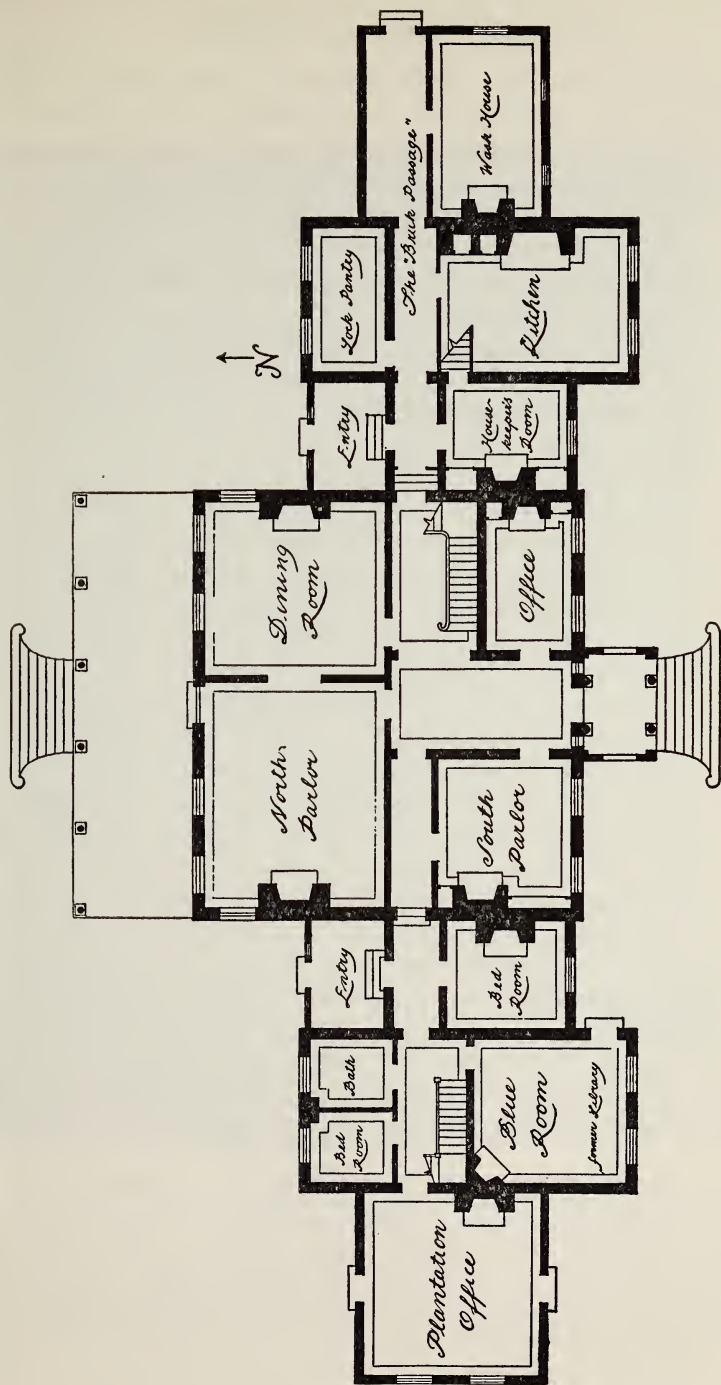 Wash House
The "Brick Passage"
Lock Pantry
Kitchen
N
Entry
House-
keeper's
Room
Dining
Room
Office
North
Parlor
South
Parlor
Entry
Bed
Room
Bath
Bed
Room
Blue
Room
former Library
Plantation
Office